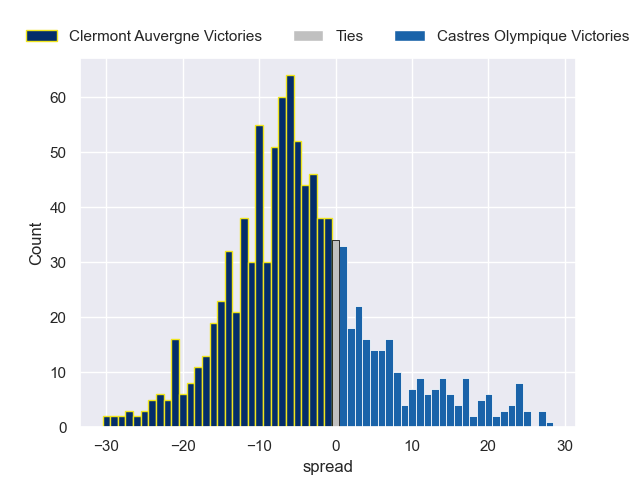 Clermont Auvergne Victories Ties Castres Olympique Victories
60
50
40
30
20
10
0
Count
−30 −20 −10 0 10 20 30
spread